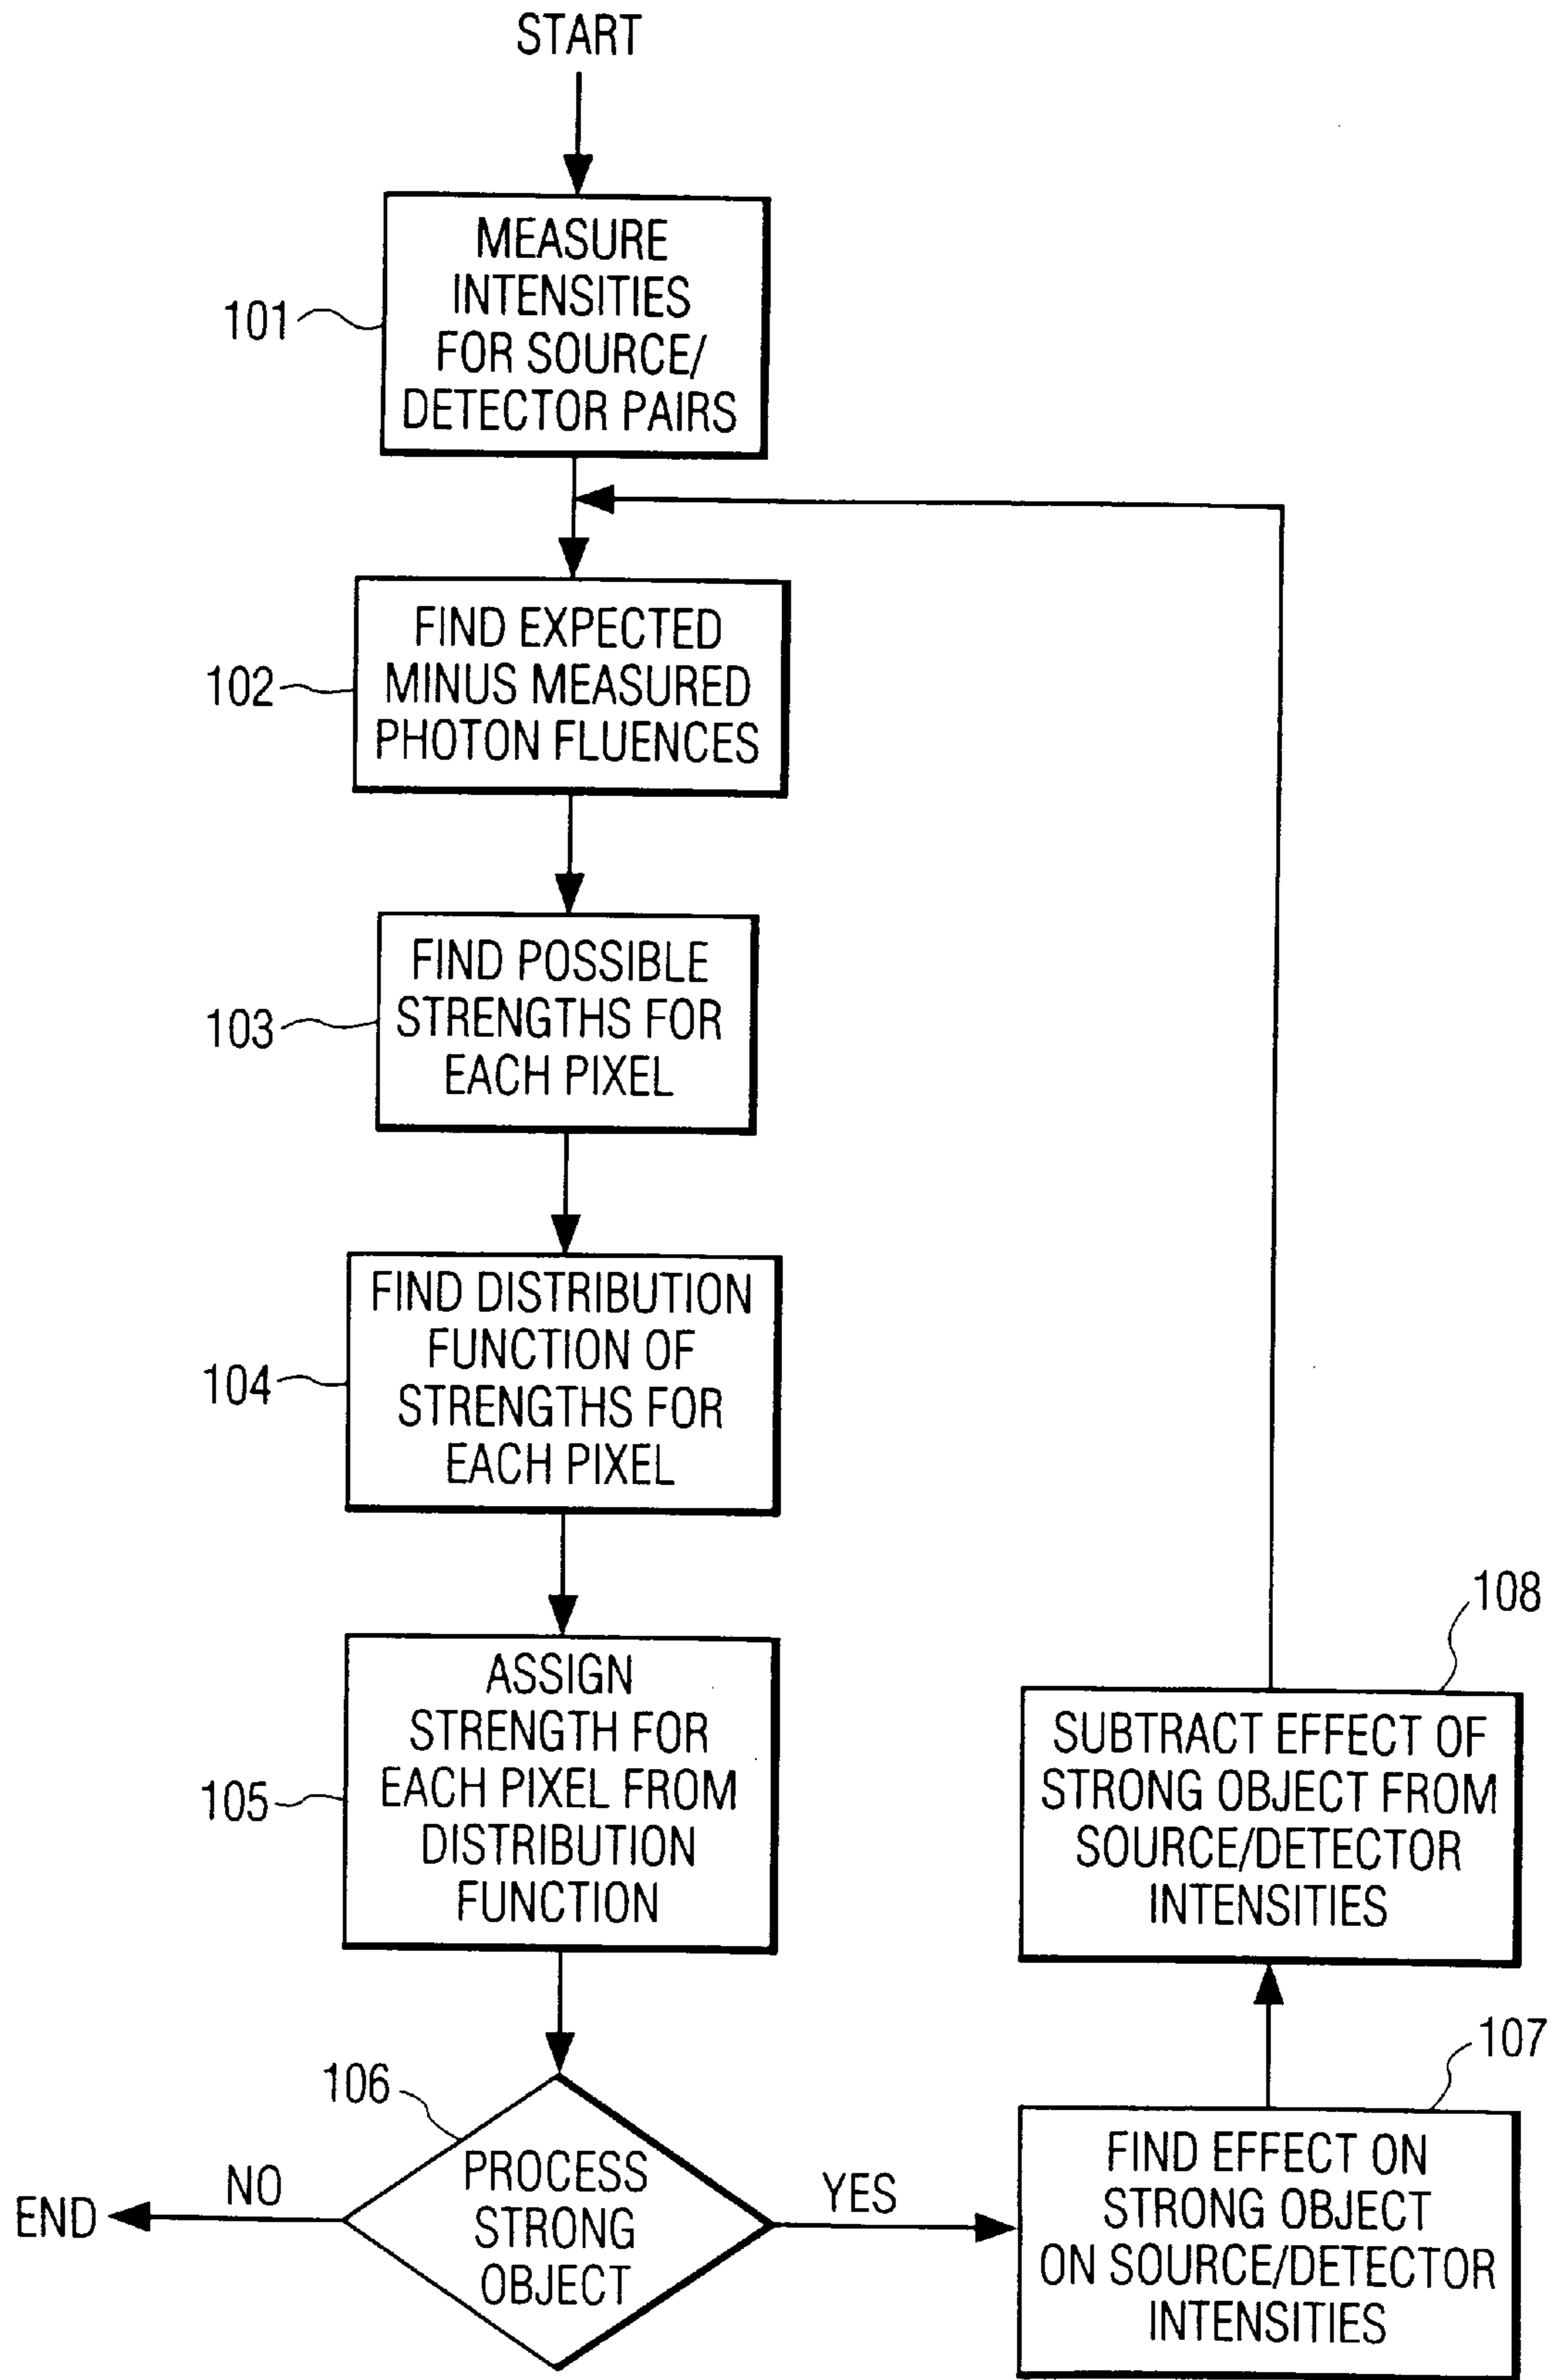 START
101
MEASURE
INTENSITIES
FOR SOURCE/
DETECTOR PAIRS
102
FIND EXPECTED
MINUS MEASURED
PHOTON FLUENCES
103
FIND POSSIBLE
STRENGTHS FOR
EACH PIXEL
104
FIND DISTRIBUTION
FUNCTION OF
STRENGTHS FOR
EACH PIXEL
105
ASSIGN
STRENGTH FOR
EACH PIXEL FROM
DISTRIBUTION
FUNCTION
106
PROCESS
STRONG
OBJECT
NO
END
YES
107
FIND EFFECT ON
STRONG OBJECT
ON SOURCE/DETECTOR
INTENSITIES
108
SUBTRACT EFFECT OF
STRONG OBJECT FROM
SOURCE/DETECTOR
INTENSITIES